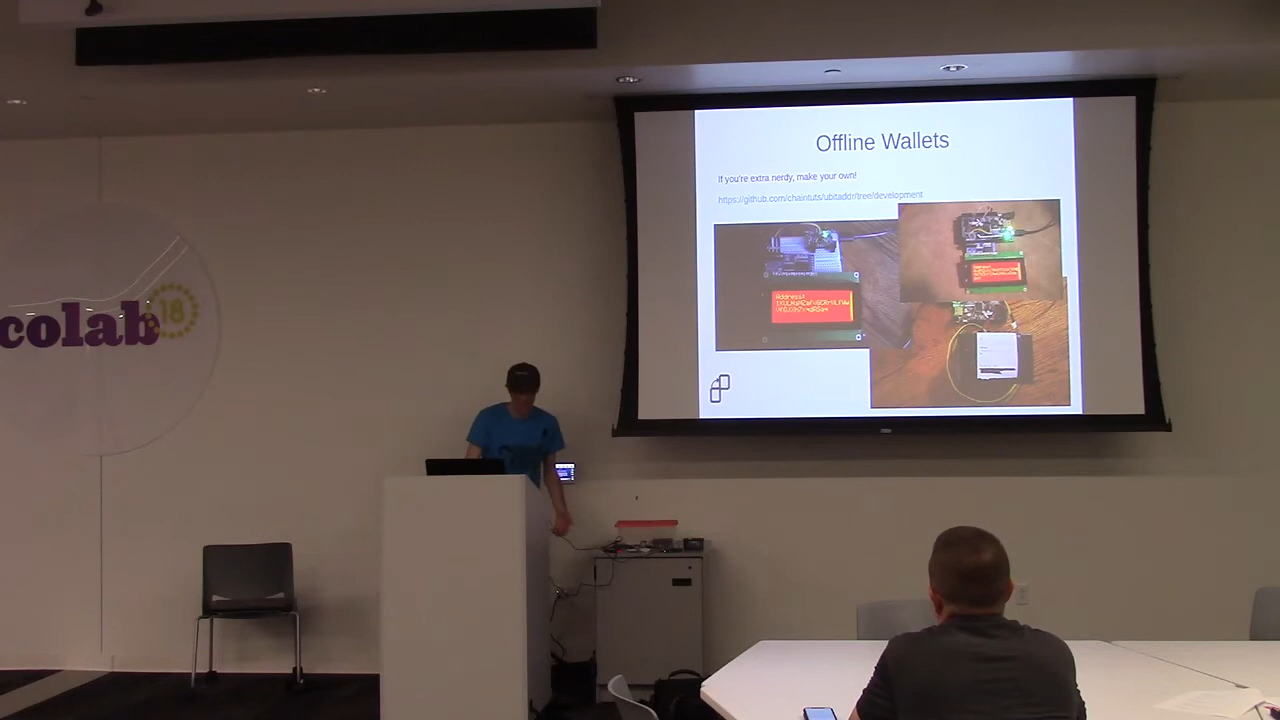 Offline Wallets
If you're extra nerdy, make your own!
https://github.com/chaintuts/ubitaddr/tree/development
Address:
colab
18